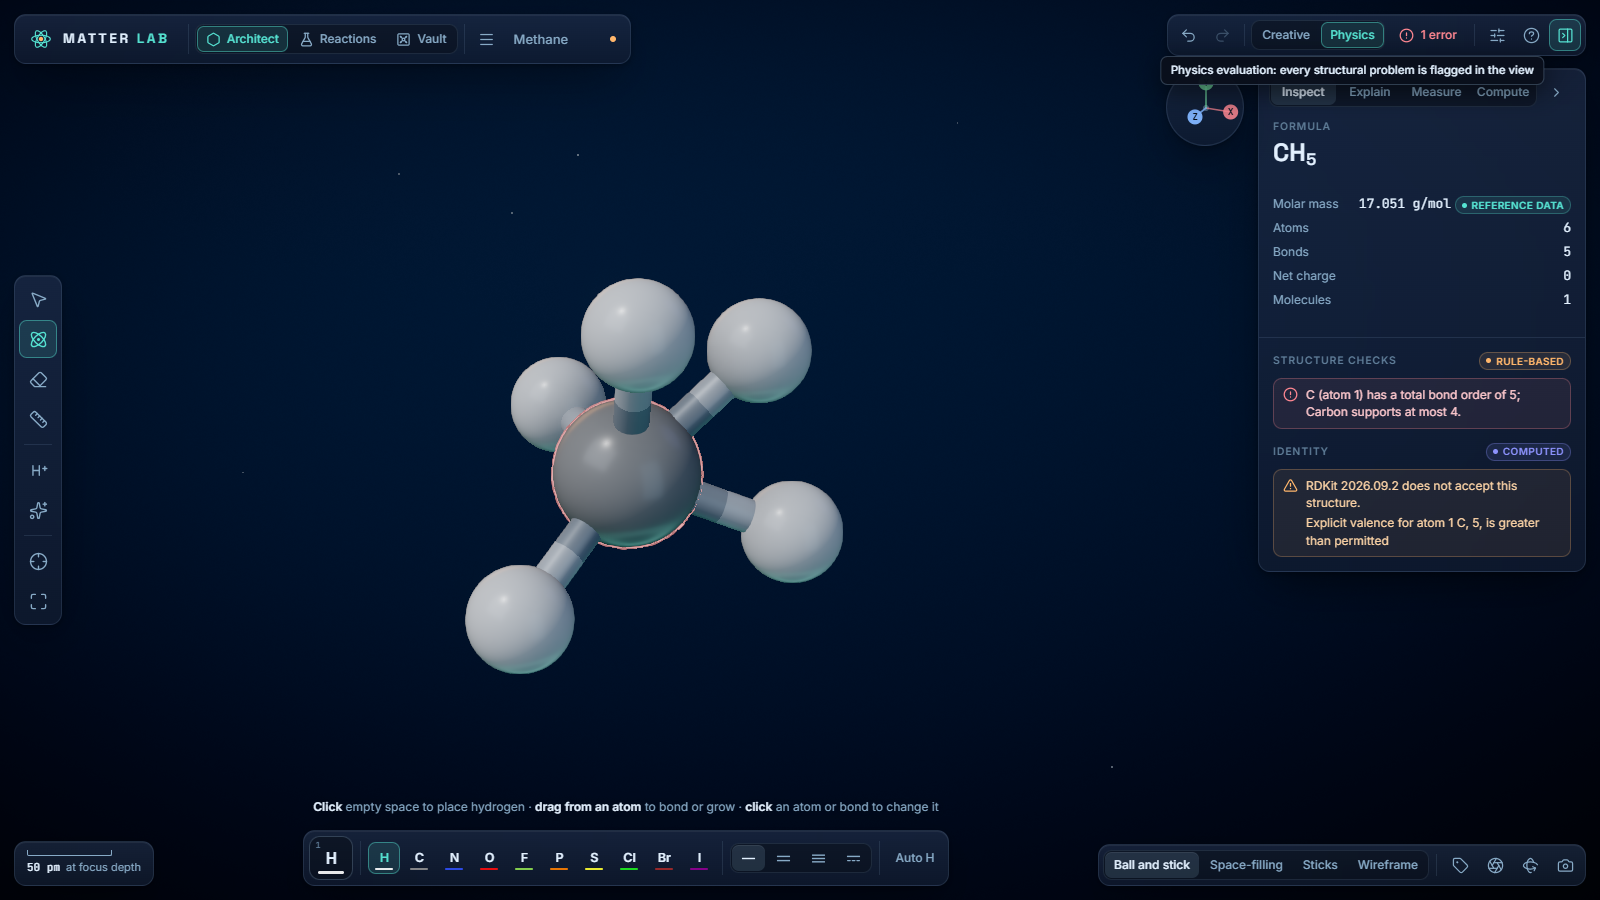 MATTER LAB
Architect
Reactions
Vault
Methane
Creative
Physics
1 error
Physics evaluation: every structural problem is flagged in the view
Z
X
Inspect
Explain
Measure
Compute
FORMULA
CH5
Molar mass 17.051 g/mol REFERENCE DATA
Atoms 6
Bonds 5
Net charge 0
Molecules 1
STRUCTURE CHECKS RULE-BASED
C (atom 1) has a total bond order of 5;
Carbon supports at most 4.
IDENTITY COMPUTED
RDKit 2026.09.2 does not accept this
structure.
Explicit valence for atom 1 C, 5, is greater
than permitted
H+
Click empty space to place hydrogen · drag from an atom to bond or grow · click an atom or bond to change it
50 pm at focus depth
1
H
H C N O F P S Cl Br I
Auto H
Ball and stick
Space-filling
Sticks
Wireframe